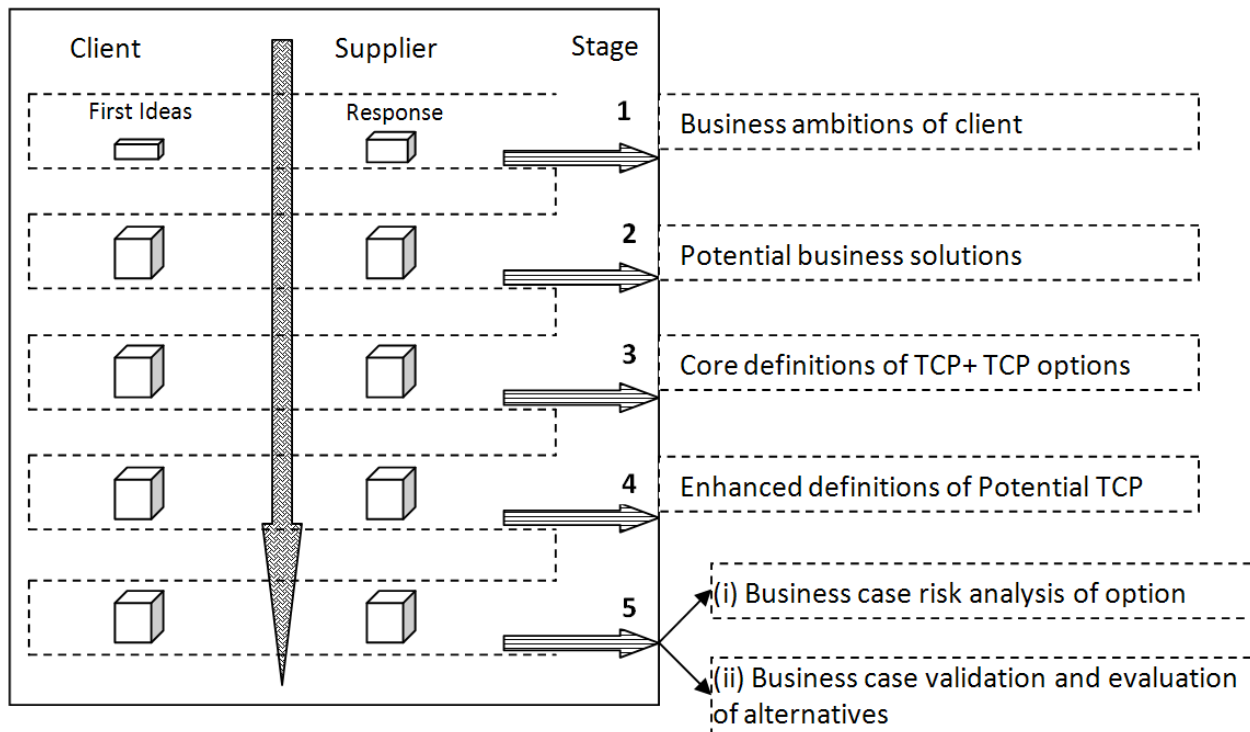 Client Supplier Stage
First Ideas Response 1 Business ambitions of client
2 Potential business solutions
3 Core definitions of TCP+ TCP options
4 Enhanced definitions of Potential TCP
5 (i) Business case risk analysis of option
(ii) Business case validation and evaluation
of alternatives